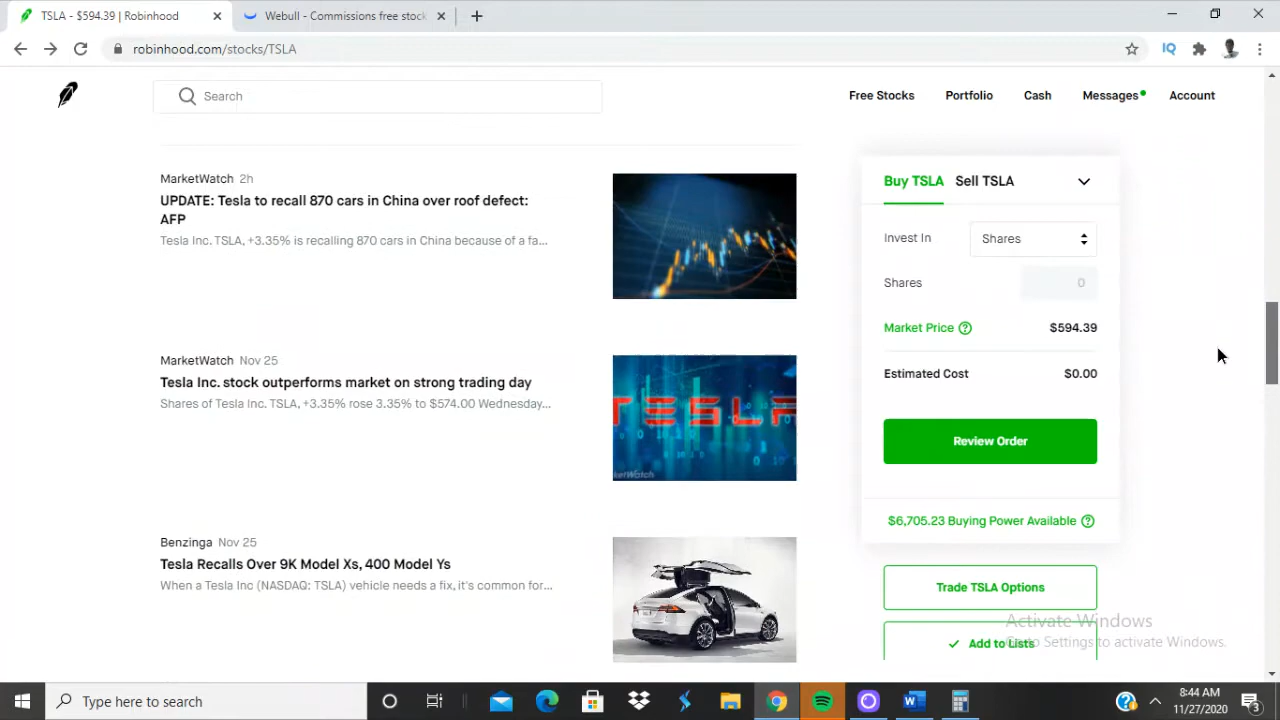 TSLA - $594.39 | Robinhood
Webull - Commissions free stock
robinhood.com/stocks/TSLA
IQ
Search
Free Stocks
Portfolio
Cash
Messages
Account
MarketWatch 2h
UPDATE: Tesla to recall 870 cars in China over roof defect:
AFP
Tesla Inc. TSLA, +3.35% is recalling 870 cars in China because of a fa...
MarketWatch Nov 25
Tesla Inc. stock outperforms market on strong trading day
Shares of Tesla Inc. TSLA, +3.35% rose 3.35% to $574.00 Wednesday...
TESLA
Benzinga Nov 25
Tesla Recalls Over 9K Model Xs, 400 Model Ys
When a Tesla Inc (NASDAQ: TSLA) vehicle needs a fix, it's common for...
Buy TSLA
Sell TSLA
Invest In
Shares
Shares
0
Market Price
$594.39
Estimated Cost
$0.00
Review Order
$6,705.23 Buying Power Available
Trade TSLA Options
Add to Lists
Activate Windows
Go to Settings to activate Windows.
Type here to search
8:44 AM
11/27/2020
3